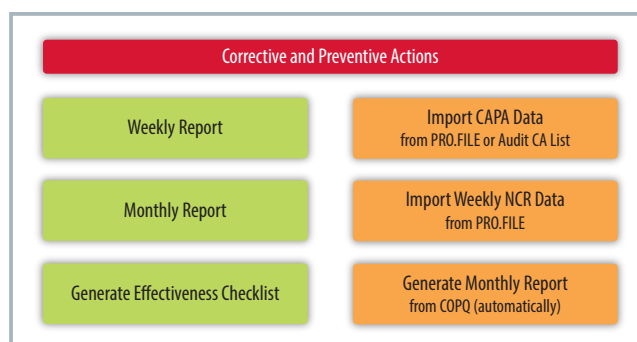 Corrective and Preventive Actions
Weekly Report
Import CAPA Data
from PRO.FILE or Audit CA List
Monthly Report
Import Weekly NCR Data
from PRO.FILE
Generate Effectiveness Checklist
Generate Monthly Report
from COPQ (automatically)